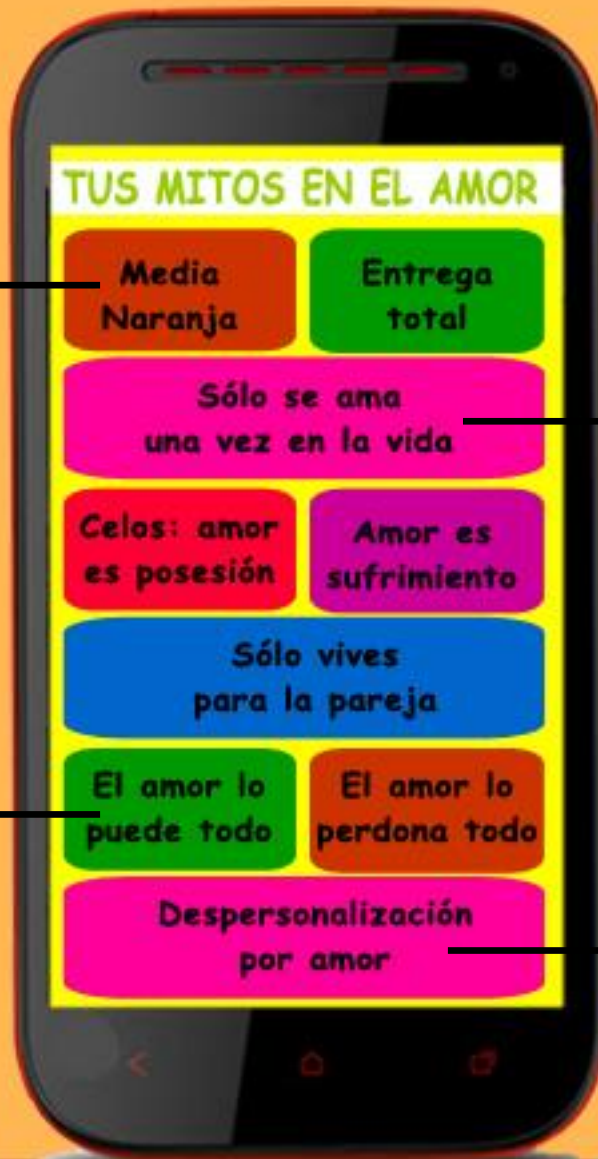 TUS MITOS EN EL AMOR
Media
Naranja
Entrega
total
Sólo se ama
una vez en la vida
Celos: amor
es posesión
Amor es
sufrimiento
Sólo vives
para la pareja
El amor lo
puede todo
El amor lo
perdona todo
Despersonalización
por amor